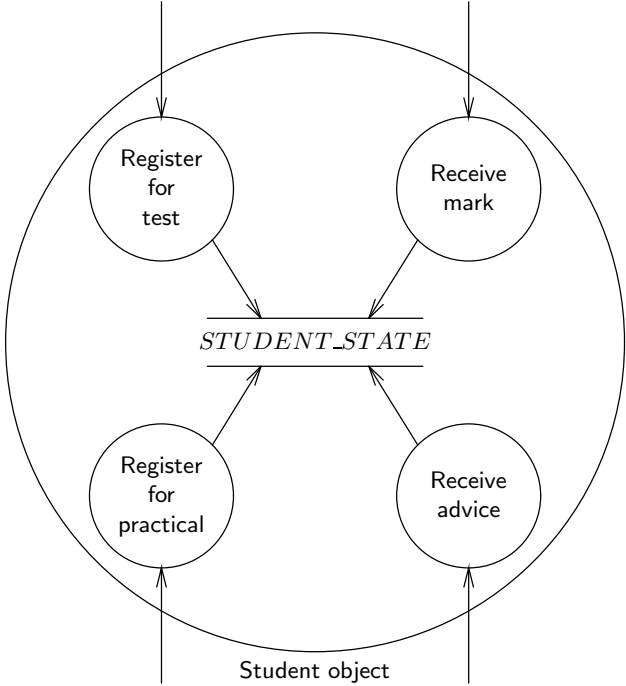 Register
for
test
Receive
mark
STUDENT_STATE
Register
for
practical
Receive
advice
Student object